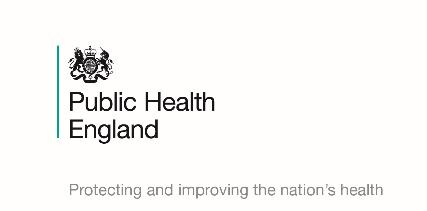 Public Health
England
Protecting and improving the nation's health